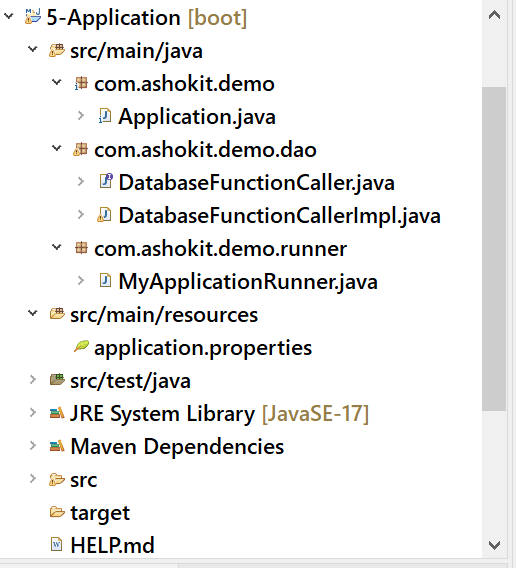 5-Application [boot]
src/main/java
com.ashokit.demo
Application.java
com.ashokit.demo.dao
DatabaseFunctionCaller.java
DatabaseFunctionCallerImpl.java
com.ashokit.demo.runner
MyApplicationRunner.java
src/main/resources
application.properties
src/test/java
JRE System Library [JavaSE-17]
Maven Dependencies
src
target
HELP.md